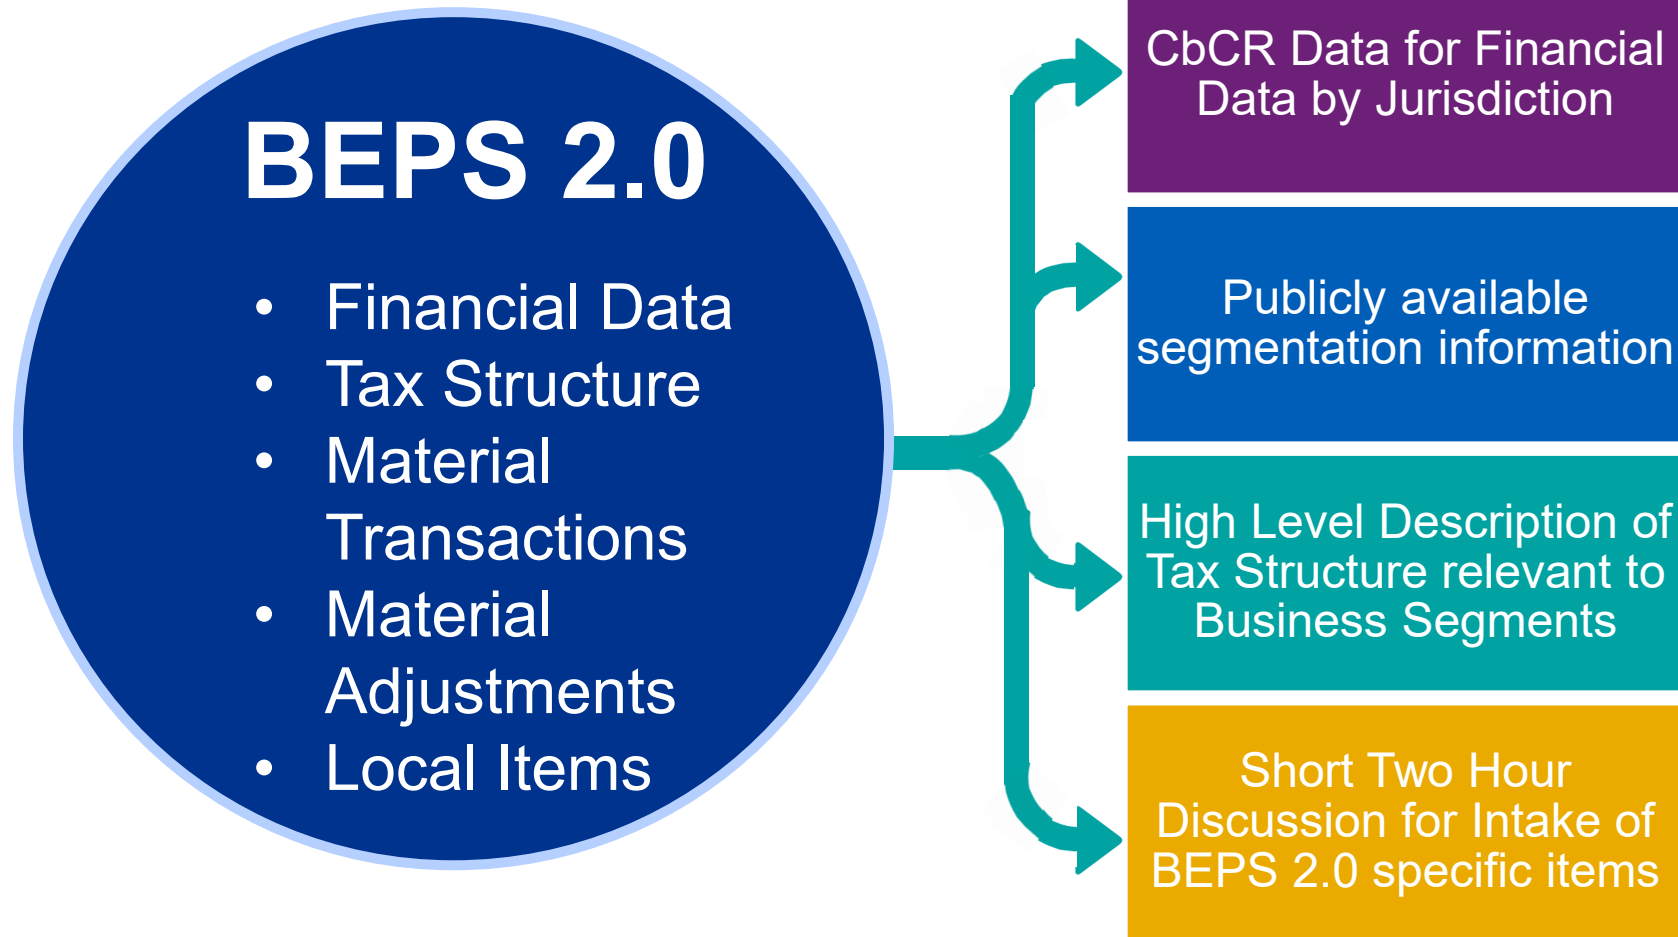 BEPS 2.0
• Financial Data
• Tax Structure
• Material
Transactions
• Material
Adjustments
• Local Items
CbCR Data for Financial
Data by Jurisdiction
Publicly available
segmentation information
High Level Description of
Tax Structure relevant to
Business Segments
Short Two Hour
Discussion for Intake of
BEPS 2.0 specific items